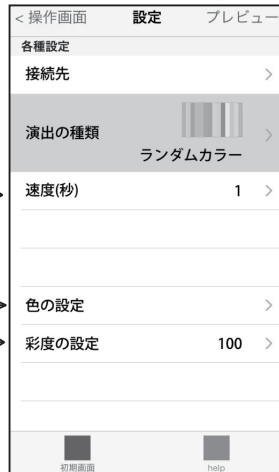 < 操作画面 設定 プレビュー
各種設定
接続先 >
演出の種類 >
ランダムカラー
速度(秒) 1 >
色の設定 >
彩度の設定 100 >
初期画面 help